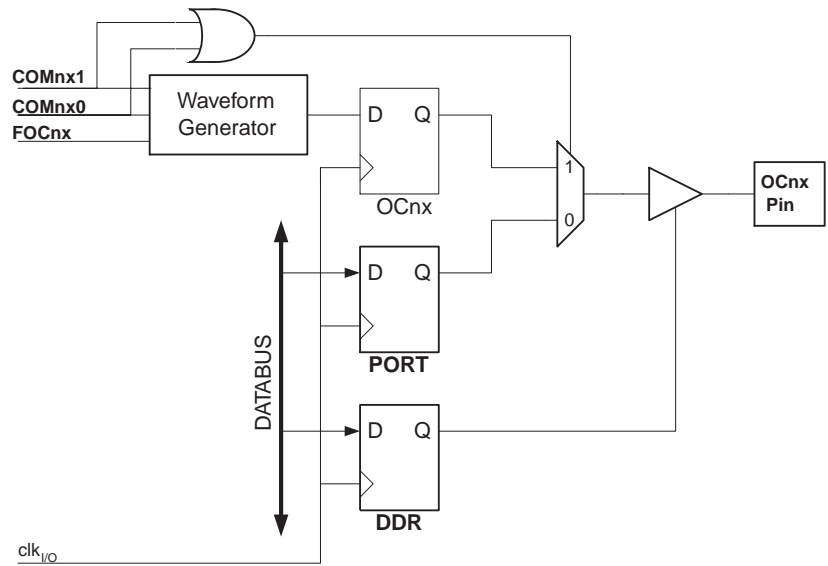 COMnx1
COMnx0
FOCnx
Waveform
Generator
D Q
OCnx
1
0
OCnx
Pin
D Q
PORT
DATABUS
D Q
DDR
clkI/O